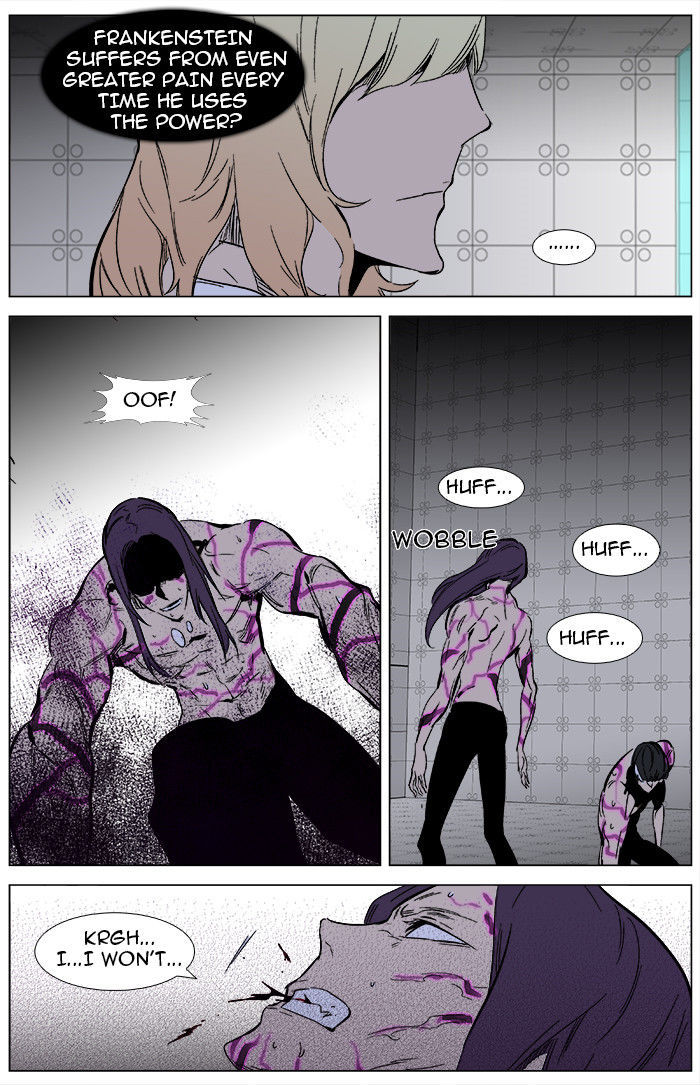 FRANKENSTEIN
SUFFERS FROM EVEN
GREATER PAIN EVERY
TIME HE USES
THE POWER?
......
OOF!
HUFF...
WOBBLE
HUFF...
HUFF...
KRGH...
I...I WON'T...